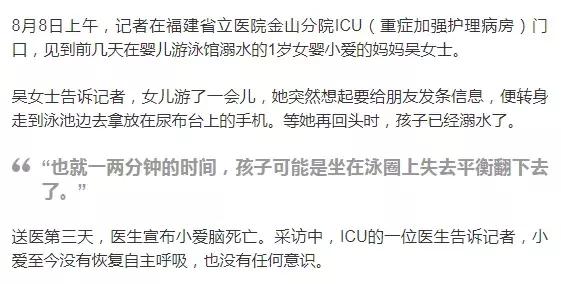 8月8日上午，记者在福建省立医院金山分院ICU（重症加强护理病房）门
口，见到前几天在婴儿游泳馆溺水的1岁女婴小爱的妈妈吴女士。
吴女士告诉记者，女儿游了一会儿，她突然想起要给朋友发条信息，便转身
走到泳池边去拿放在尿布台上的手机。等她再回头时，孩子已经溺水了。
“也就一两分钟的时间，孩子可能是坐在泳圈上失去平衡翻下去
了。”
送医第三天，医生宣布小爱脑死亡。采访中，ICU的一位医生告诉记者，小
爱至今没有恢复自主呼吸，也没有任何意识。